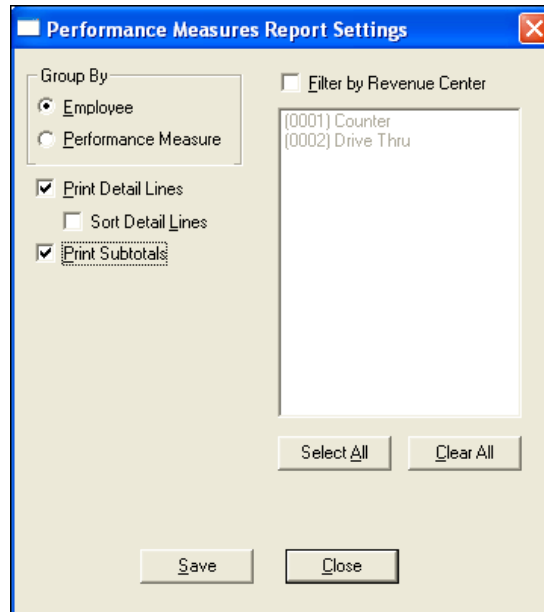 Performance Measures Report Settings
Group By
Employee
Performance Measure
Print Detail Lines
Sort Detail Lines
Print Subtotals
Filter by Revenue Center
(0001) Counter
(0002) Drive Thru
Select All
Clear All
Save
Close